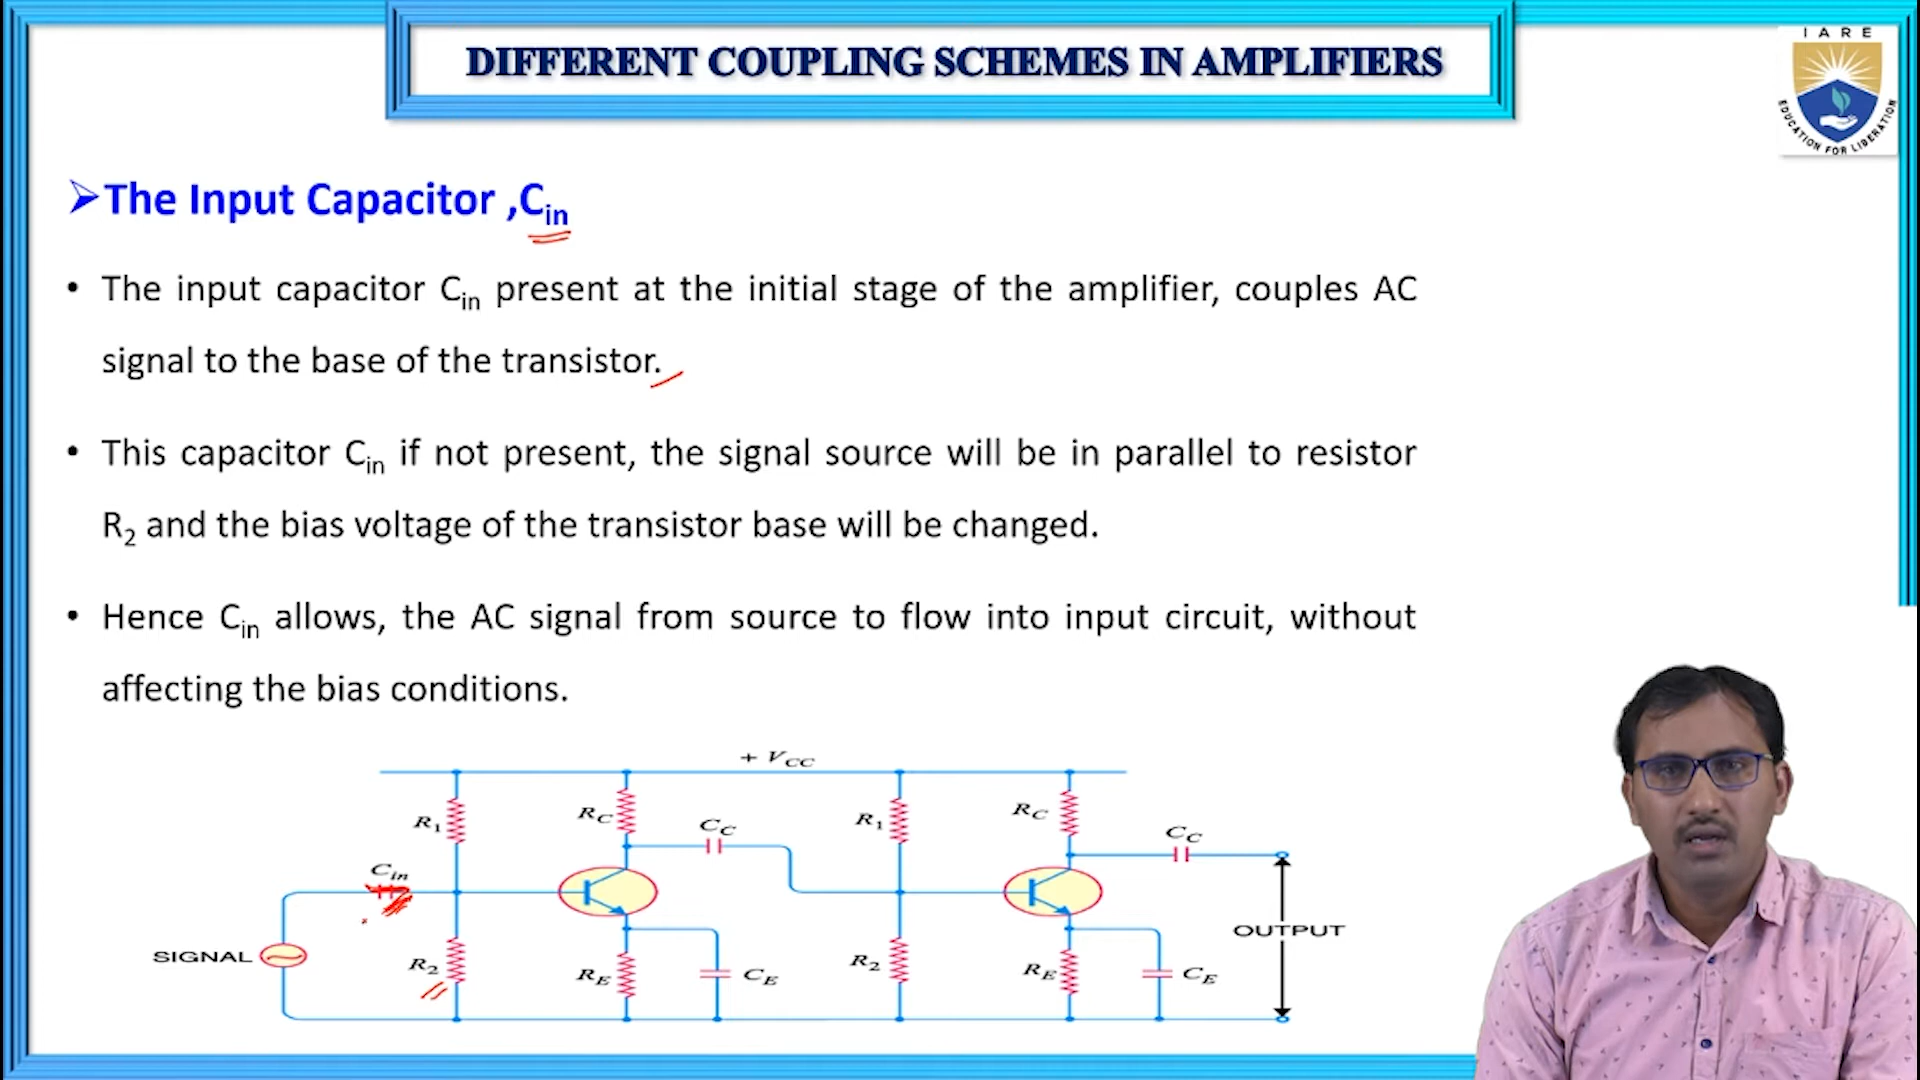 DIFFERENT COUPLING SCHEMES IN AMPLIFIERS
IARE
EDUCATION FOR LIBERATION
➢The Input Capacitor ,Cin
• The input capacitor Cin present at the initial stage of the amplifier, couples AC
signal to the base of the transistor.
• This capacitor Cin if not present, the signal source will be in parallel to resistor
R2 and the bias voltage of the transistor base will be changed.
• Hence Cin allows, the AC signal from source to flow into input circuit, without
affecting the bias conditions.
+ VCC
R1 RC CC R1 RC CC
Cin
SIGNAL R2 RE CE R2 RE CE OUTPUT